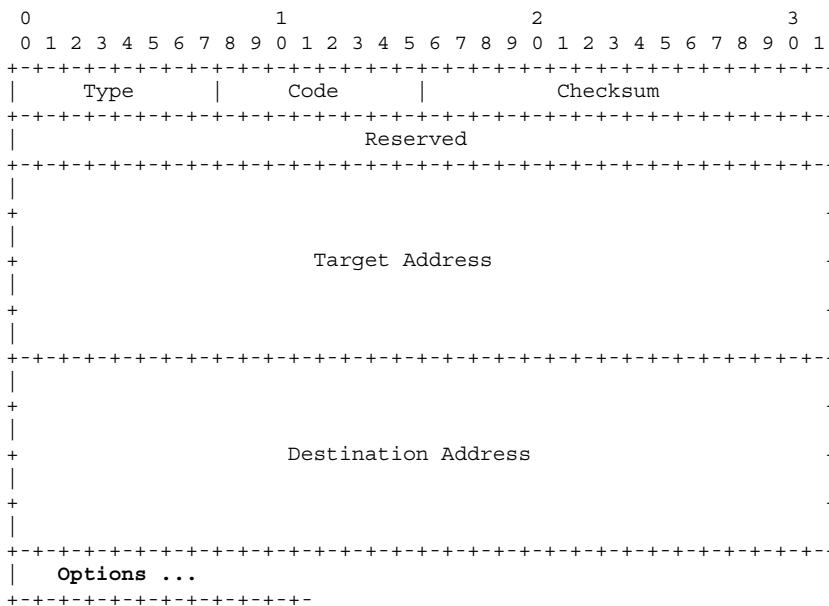 0                   1                   2                   3
0 1 2 3 4 5 6 7 8 9 0 1 2 3 4 5 6 7 8 9 0 1 2 3 4 5 6 7 8 9 0 1
+-+-+-+-+-+-+-+-+-+-+-+-+-+-+-+-+-+-+-+-+-+-+-+-+-+-+-+-+-+-+-+-
|     Type      |     Code      |          Checksum
+-+-+-+-+-+-+-+-+-+-+-+-+-+-+-+-+-+-+-+-+-+-+-+-+-+-+-+-+-+-+-+-
|                           Reserved
+-+-+-+-+-+-+-+-+-+-+-+-+-+-+-+-+-+-+-+-+-+-+-+-+-+-+-+-+-+-+-+-
|
+                                                               -
|
+                       Target Address                          -
|
+                                                               -
|
+-+-+-+-+-+-+-+-+-+-+-+-+-+-+-+-+-+-+-+-+-+-+-+-+-+-+-+-+-+-+-+-
|
+                                                               -
|
+                     Destination Address                       -
|
+                                                               -
|
+-+-+-+-+-+-+-+-+-+-+-+-+-+-+-+-+-+-+-+-+-+-+-+-+-+-+-+-+-+-+-+-
|   Options ...
+-+-+-+-+-+-+-+-+-+-+-+-